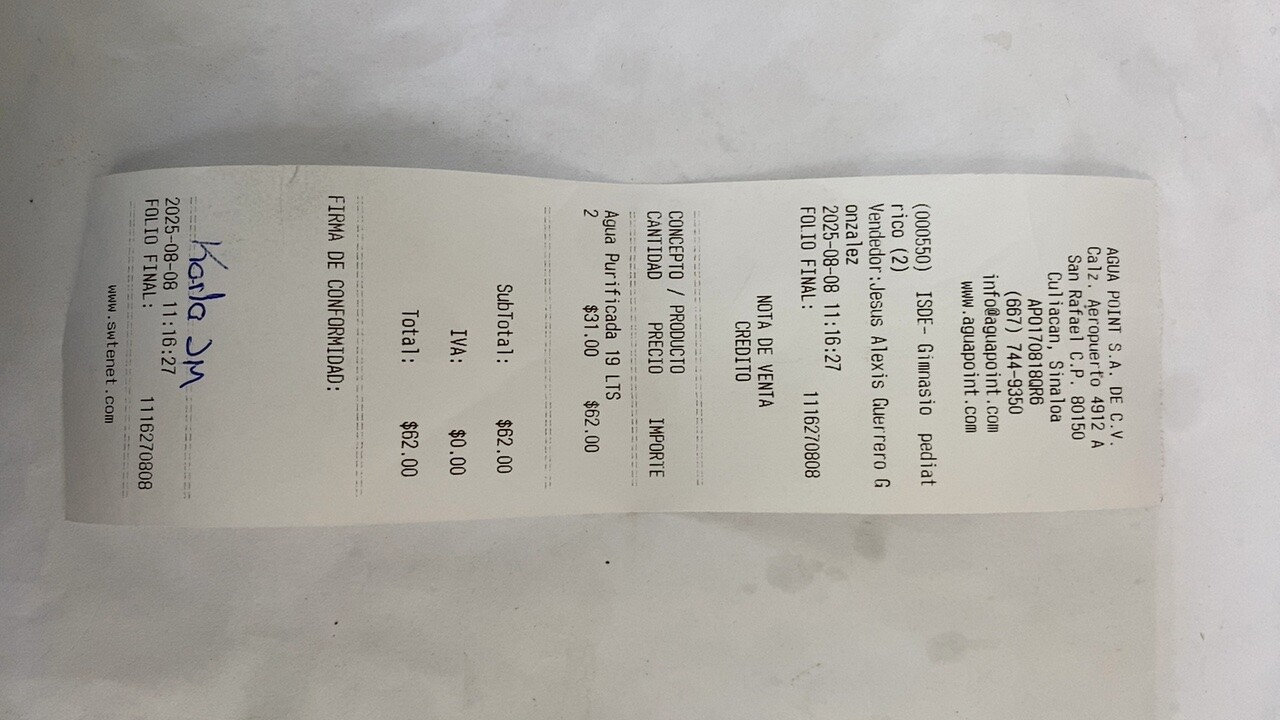 AGUA POINT S.A. DE C.V.
Calz. Aeropuerto 4912 A
San Rafael C.P. 80150
Culiacan, Sinaloa
APO170818QR6
(667) 744-9350
info@aguapoint.com
www.aguapoint.com
(000550) ISDE- Gimnasio pediat
rico (2)
Vendedor:Jesus Alexis Guerrero G
onzalez
2025-08-08 11:16:27
FOLIO FINAL: 1116270808
NOTA DE VENTA
CREDITO
CONCEPTO / PRODUCTO
CANTIDAD PRECIO IMPORTE
Agua Purificada 19 LTS
2 $31.00 $62.00
SubTotal: $62.00
IVA: $0.00
Total: $62.00
FIRMA DE CONFORMIDAD:
Karla JM
2025-08-08 11:16:27
FOLIO FINAL: 1116270808
www.swtenet.com